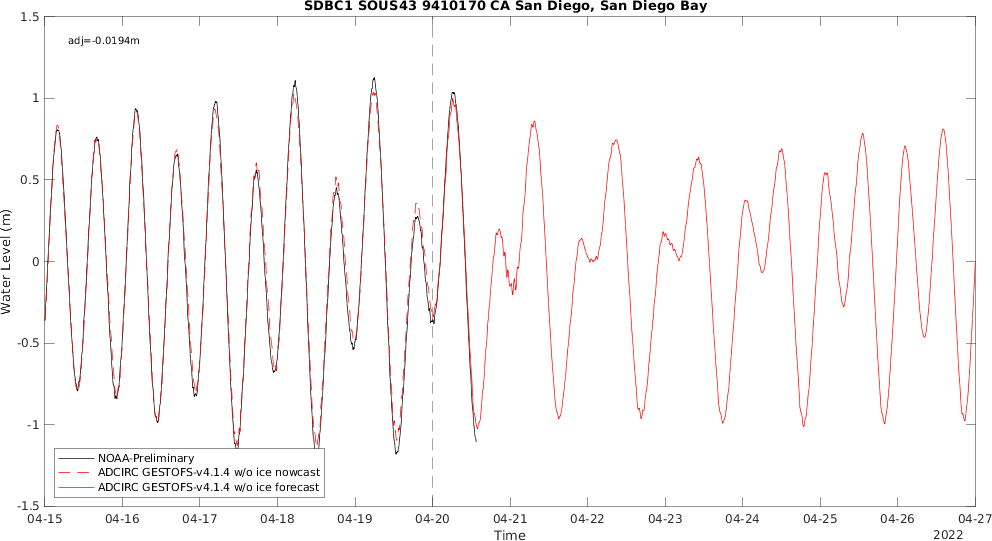 SDBC1 SOUS43 9410170 CA San Diego, San Diego Bay
adj=-0.0194m
1.5
1
0.5
0
-0.5
-1
-1.5
Water Level (m)
NOAA-Preliminary
ADCIRC GESTOFS-v4.1.4 w/o ice nowcast
ADCIRC GESTOFS-v4.1.4 w/o ice forecast
04-15 04-16 04-17 04-18 04-19 04-20 04-21 04-22 04-23 04-24 04-25 04-26 04-27
Time
2022